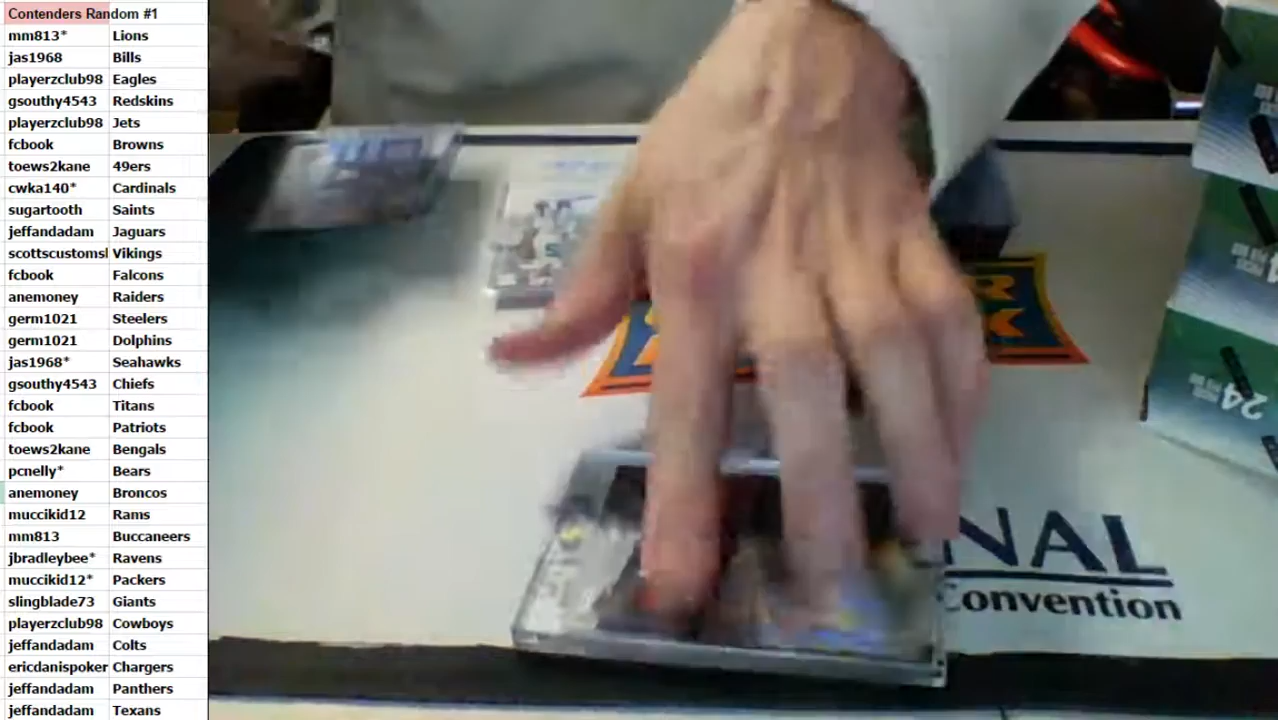 Contenders Random #1
mm813* Lions
jas1968 Bills
playerzclub98 Eagles
gsouthy4543 Redskins
playerzclub98 Jets
fcbook Browns
toews2kane 49ers
cwka140* Cardinals
sugartooth Saints
jeffandadam Jaguars
scottscustomsl Vikings
fcbook Falcons
anemoney Raiders
germ1021 Steelers
germ1021 Dolphins
jas1968* Seahawks
gsouthy4543 Chiefs
fcbook Titans
fcbook Patriots
toews2kane Bengals
pcnelly* Bears
anemoney Broncos
muccikid12 Rams
mm813 Buccaneers
jbradleybee* Ravens
muccikid12* Packers
slingblade73 Giants
playerzclub98 Cowboys
jeffandadam Colts
ericdanispoker Chargers
jeffandadam Panthers
jeffandadam Texans
NAL
Convention
24